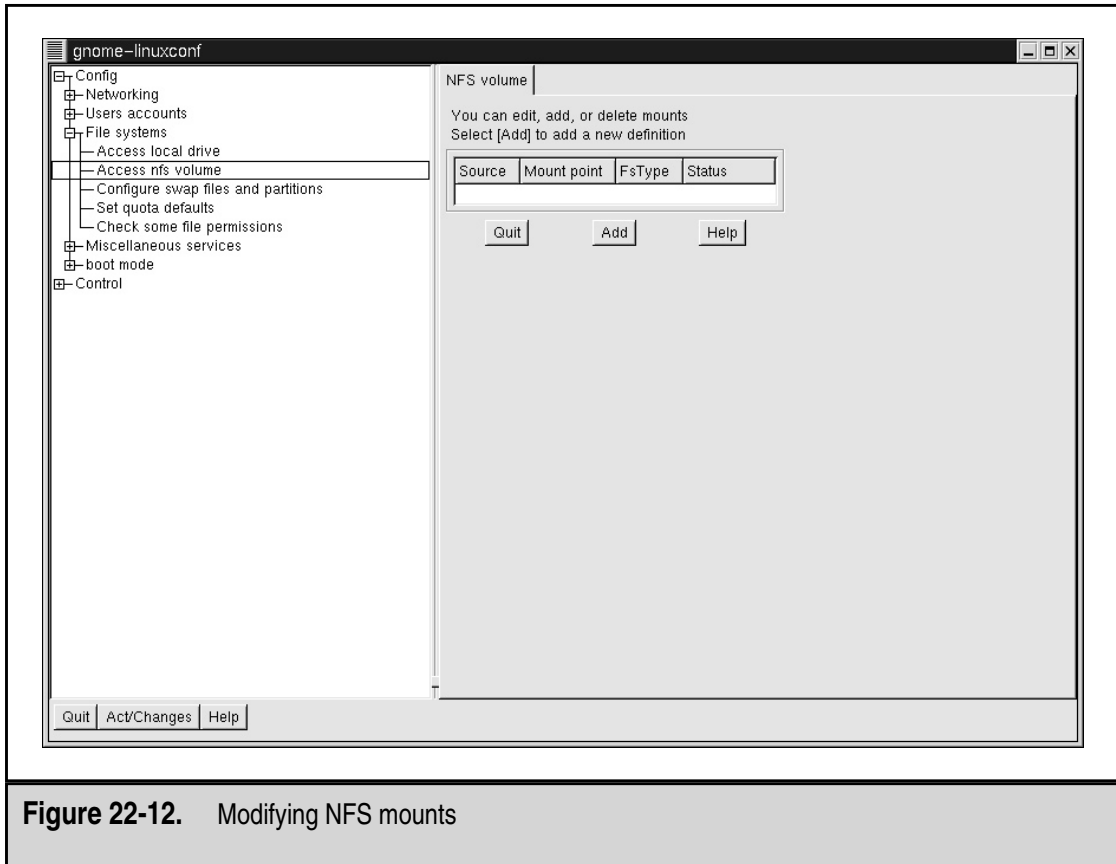 gnome-linuxconf
Config
Networking
Users accounts
File systems
Access local drive
Access nfs volume
Configure swap files and partitions
Set quota defaults
Check some file permissions
Miscellaneous services
boot mode
Control
NFS volume
You can edit, add, or delete mounts
Select [Add] to add a new definition
Source Mount point FsType Status
Quit Add Help
Quit Act/Changes Help
Figure 22-12. Modifying NFS mounts